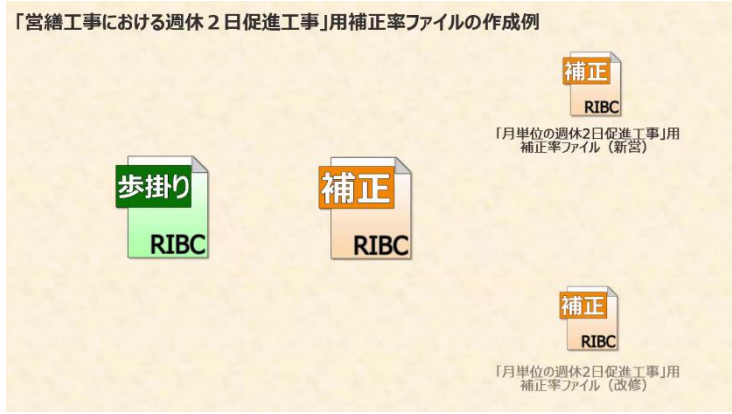 「営繕工事における週休２日促進工事」用補正率ファイルの作成例
補正
RIBC
「月単位の週休2日促進工事」用
補正率ファイル（新営）
歩掛り
RIBC
補正
RIBC
補正
RIBC
「月単位の週休2日促進工事」用
補正率ファイル（改修）